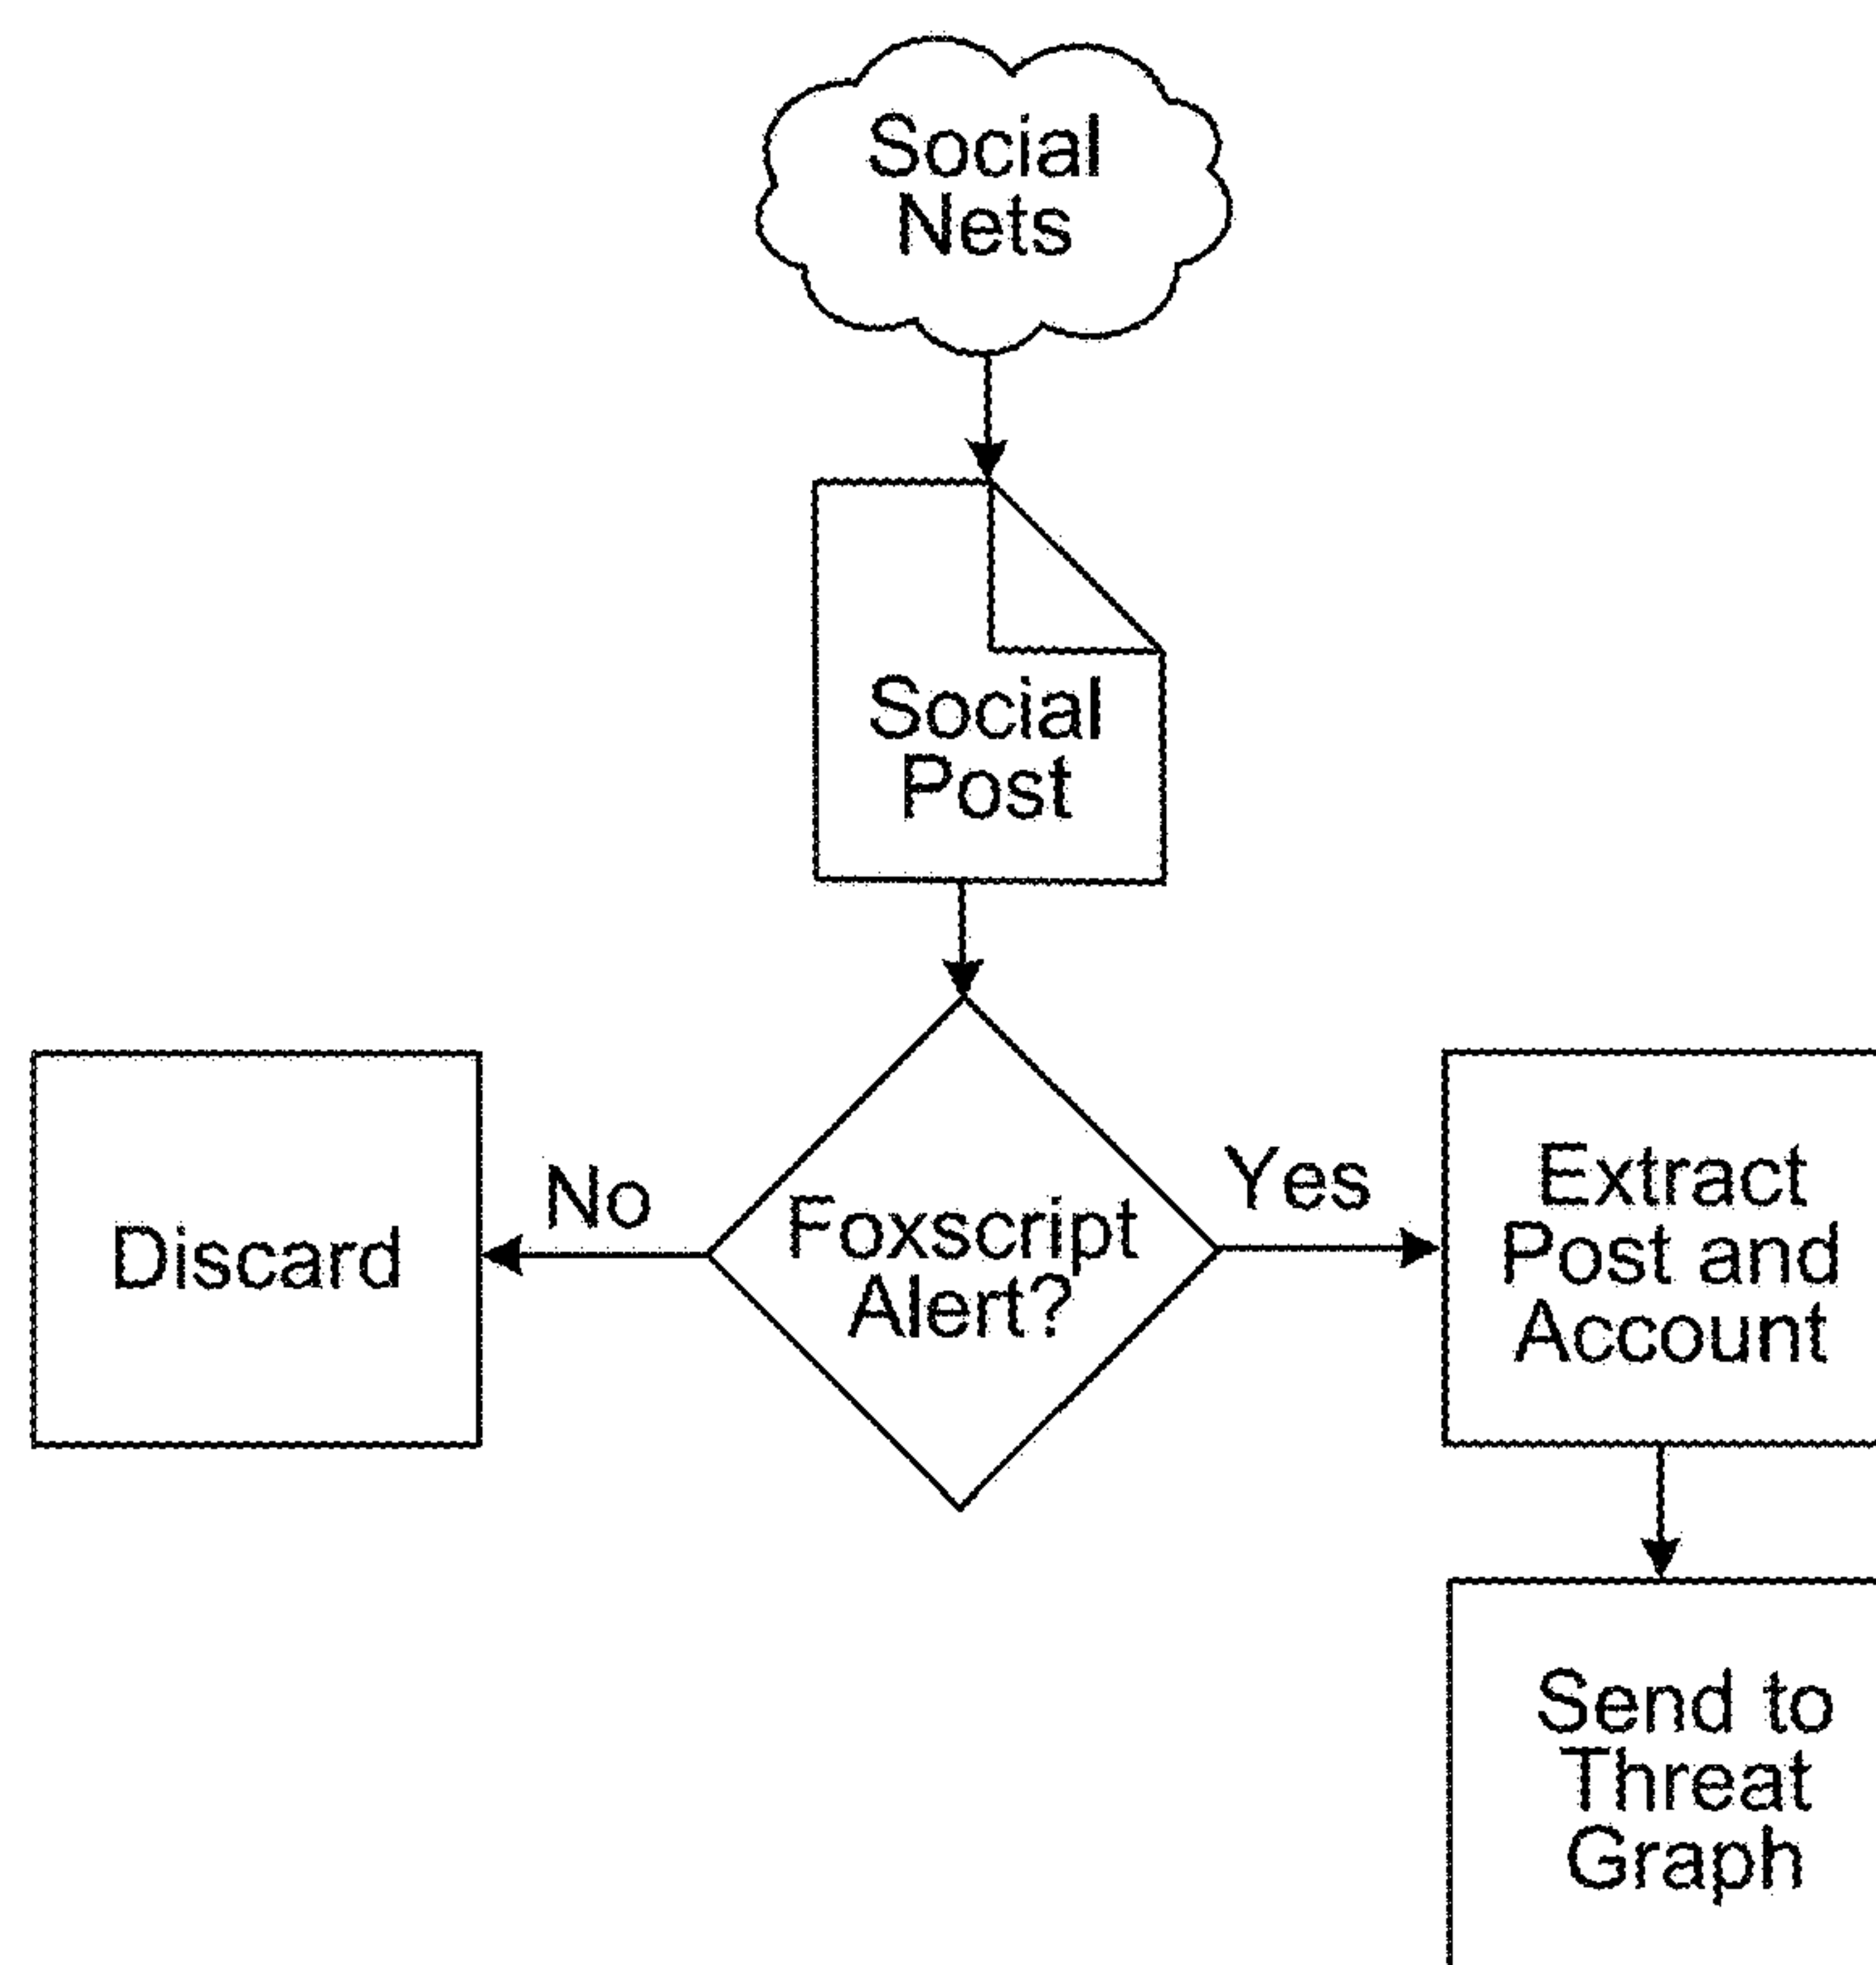 Social
Nets
Social
Post
Discard
No
Foxscript
Alert?
Yes
Extract
Post and
Account
Send to
Threat
Graph